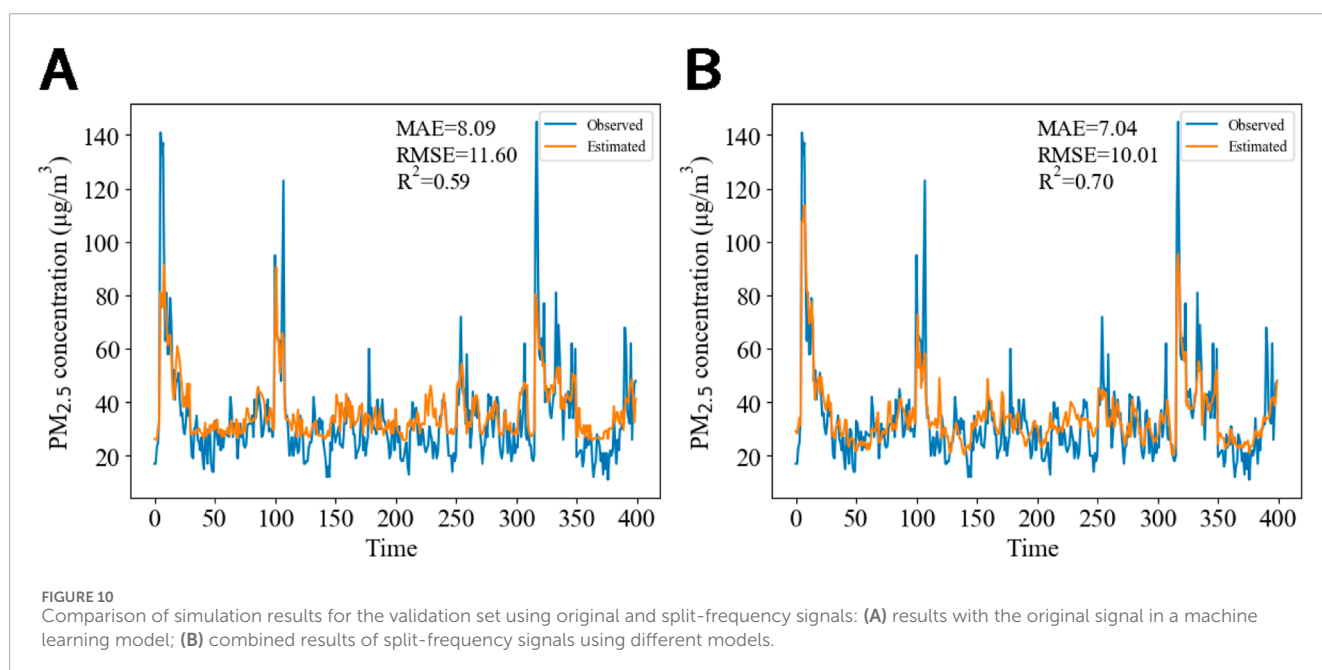 A
PM2.5 concentration (µg/m³)
140
120
100
80
60
40
20
MAE=8.09
RMSE=11.60
R²=0.59
Observed
Estimated
0 50 100 150 200 250 300 350 400
Time
B
PM2.5 concentration (µg/m³)
140
120
100
80
60
40
20
MAE=7.04
RMSE=10.01
R²=0.70
Observed
Estimated
0 50 100 150 200 250 300 350 400
Time
FIGURE 10
Comparison of simulation results for the validation set using original and split-frequency signals: (A) results with the original signal in a machine
learning model; (B) combined results of split-frequency signals using different models.